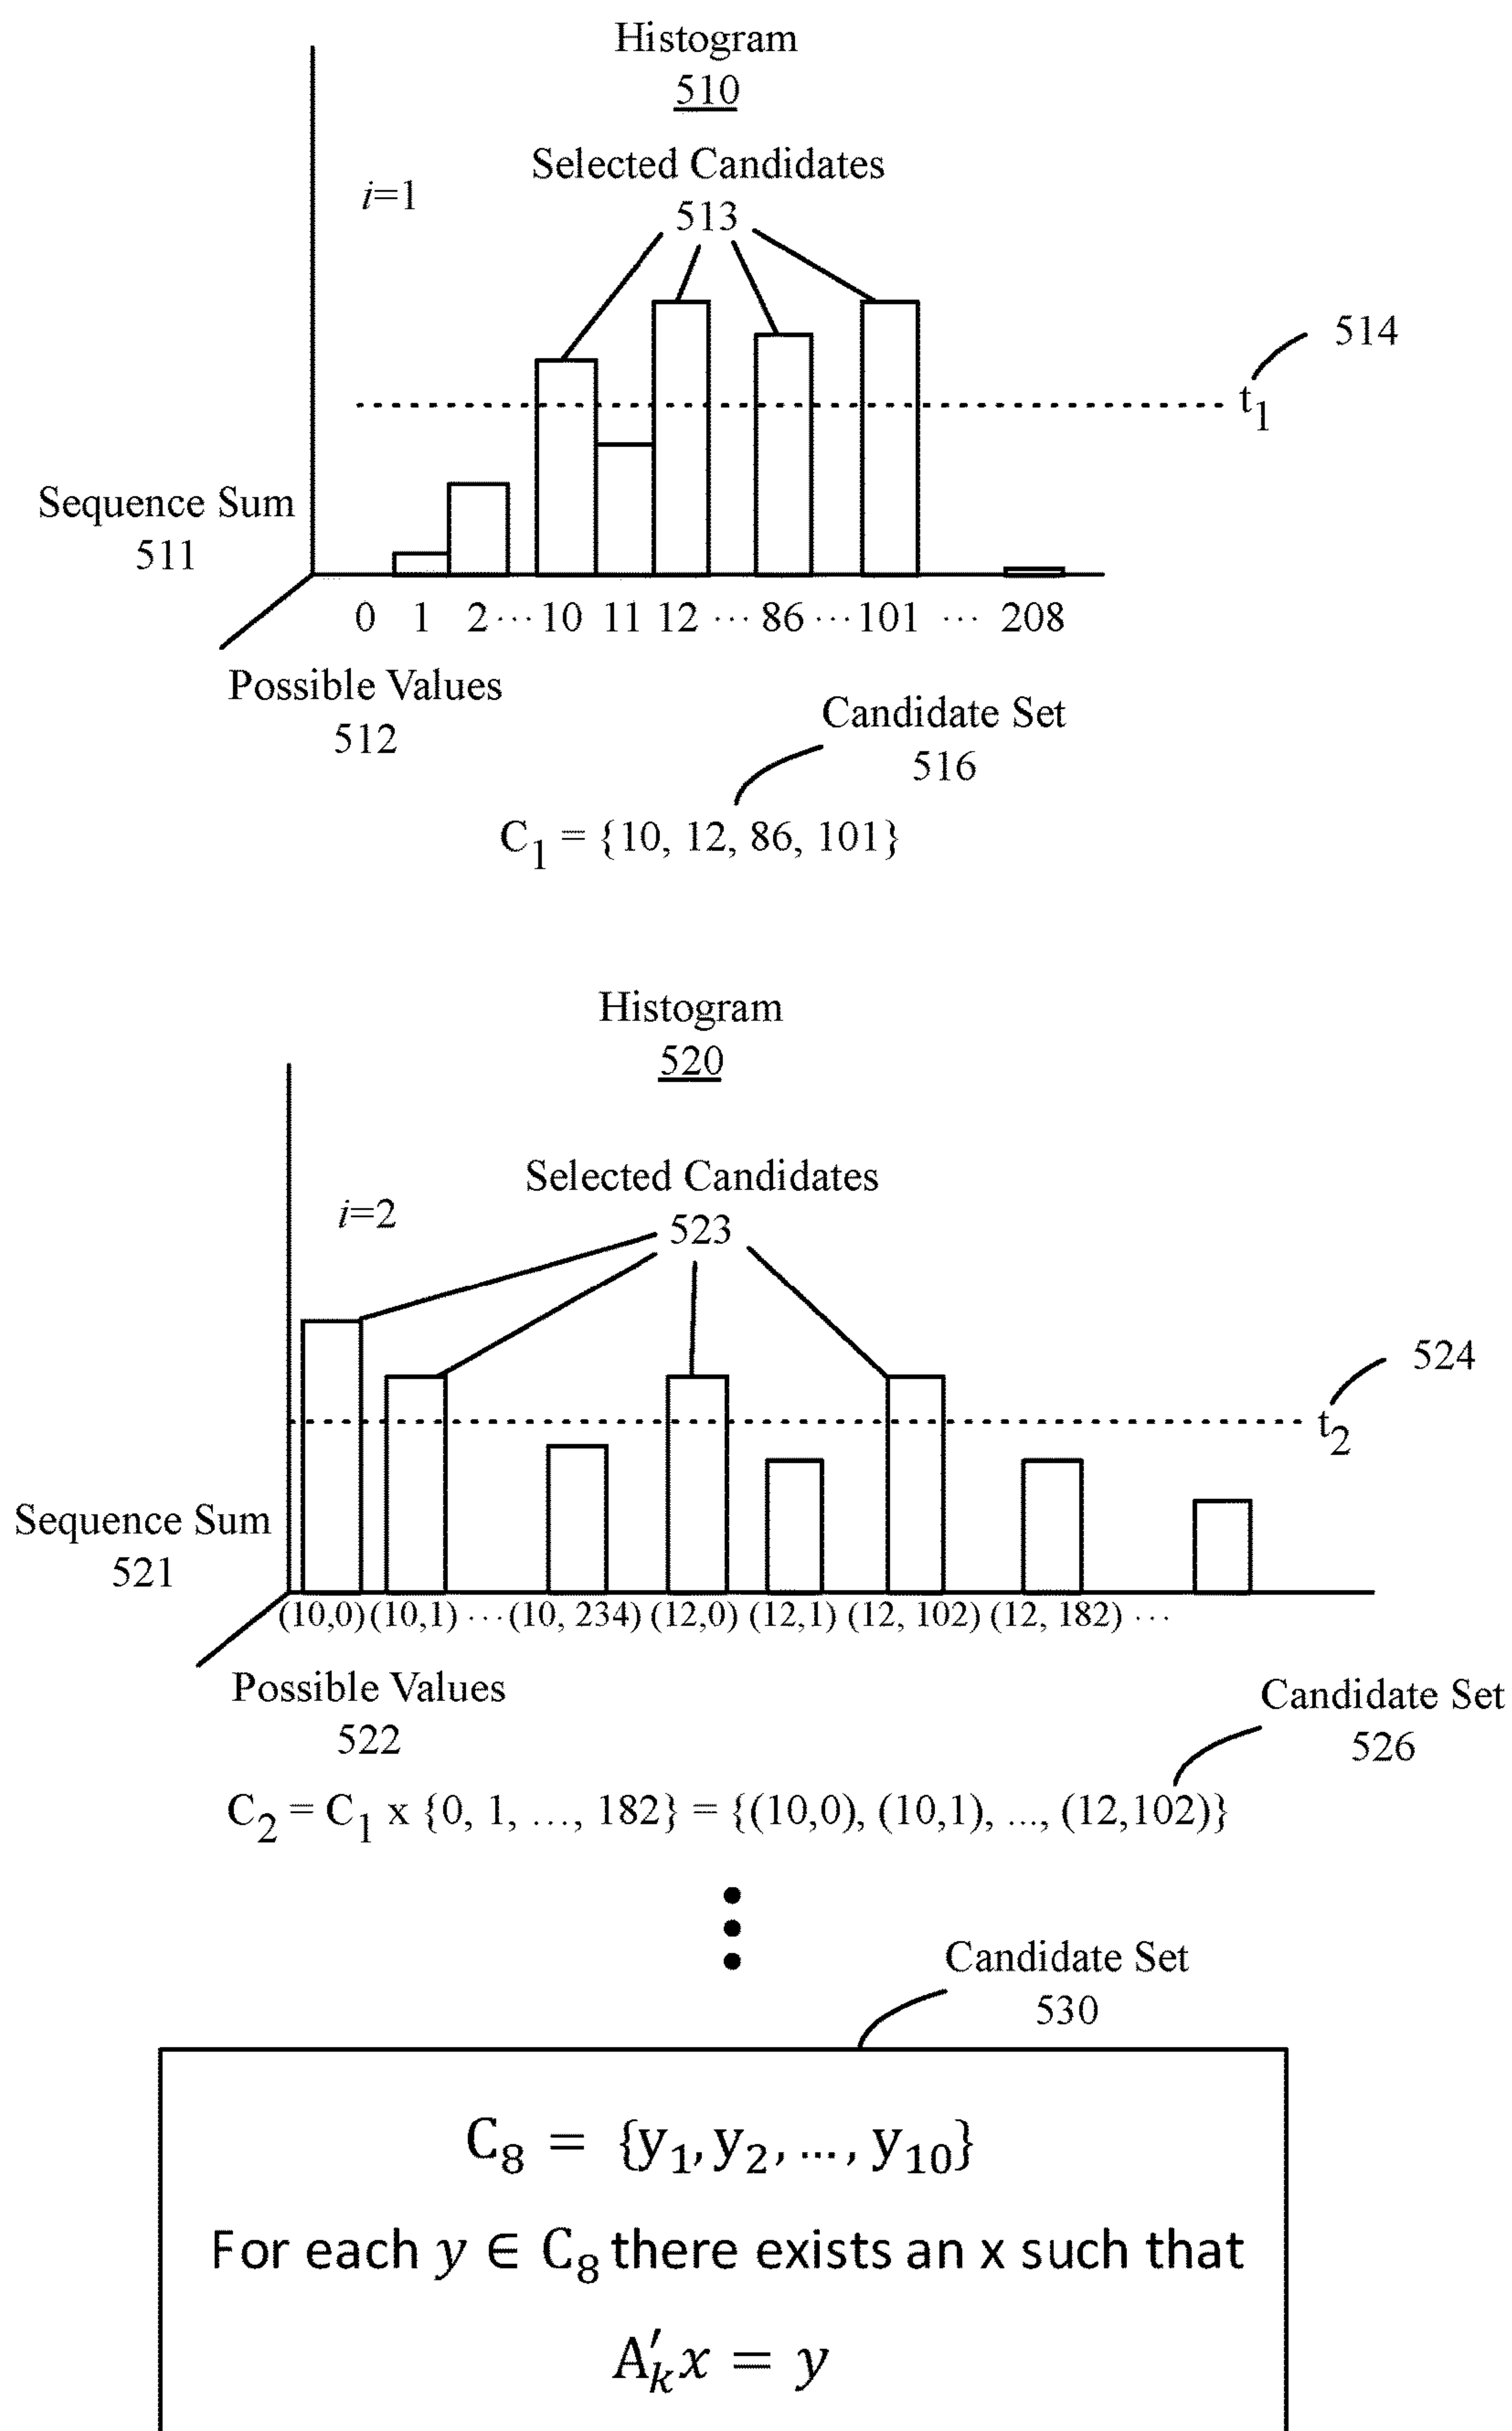 Histogram
510
Selected Candidates
513
i=1
514
t1
Sequence Sum
511
0 1 2 ··· 10 11 12 ··· 86 ··· 101 ··· 208
Possible Values
512
Candidate Set
516
C1 = {10, 12, 86, 101}
Histogram
520
Selected Candidates
523
i=2
524
t2
Sequence Sum
521
(10,0) (10,1) ··· (10, 234) (12,0) (12,1) (12, 102) (12, 182) ···
Possible Values
522
Candidate Set
526
C2 = C1 x {0, 1, ..., 182} = {(10,0), (10,1), ..., (12,102)}
Candidate Set
530
C8 = {y1, y2, ... , y10}
For each y ∈ C8 there exists an x such that
A′k x = y